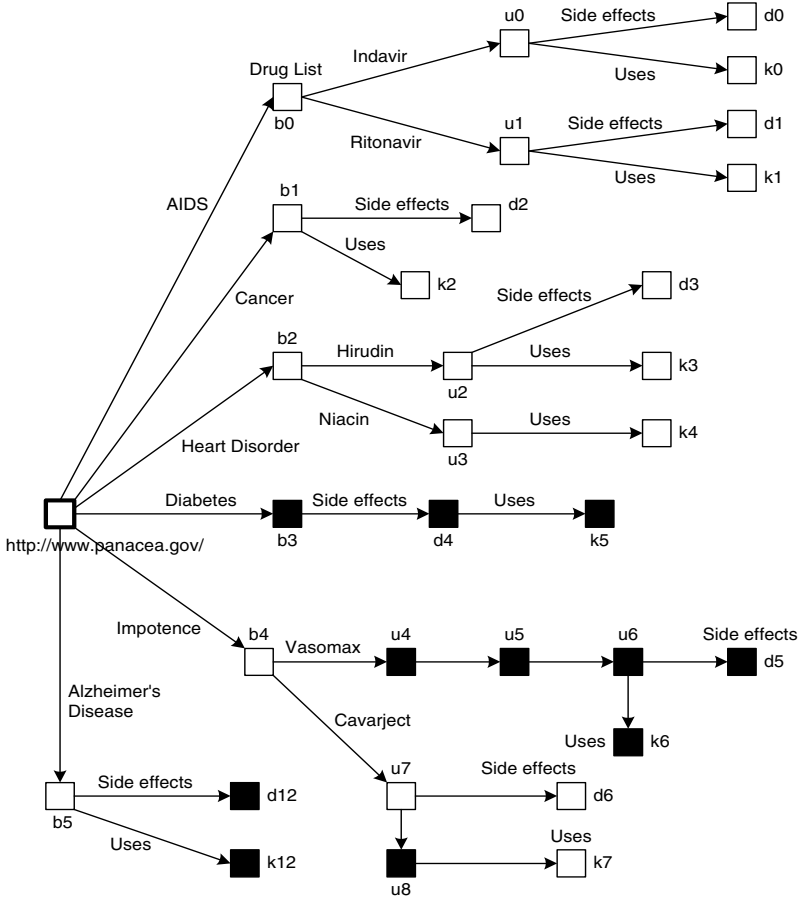 u0
Side effects
d0
Indavir
Uses
k0
Drug List
b0
Ritonavir
u1
Side effects
d1
Uses
k1
AIDS
b1
Side effects
d2
Uses
k2
Cancer
b2
Side effects
d3
Hirudin
u2
Uses
k3
Niacin
u3
Uses
k4
Heart Disorder
Diabetes
b3
Side effects
d4
Uses
k5
http://www.panacea.gov/
Impotence
b4
Vasomax
u4
u5
u6
Side effects
d5
Uses
k6
Alzheimer's
Disease
Cavarject
u7
Side effects
d6
b5
Side effects
d12
Uses
k12
u8
Uses
k7